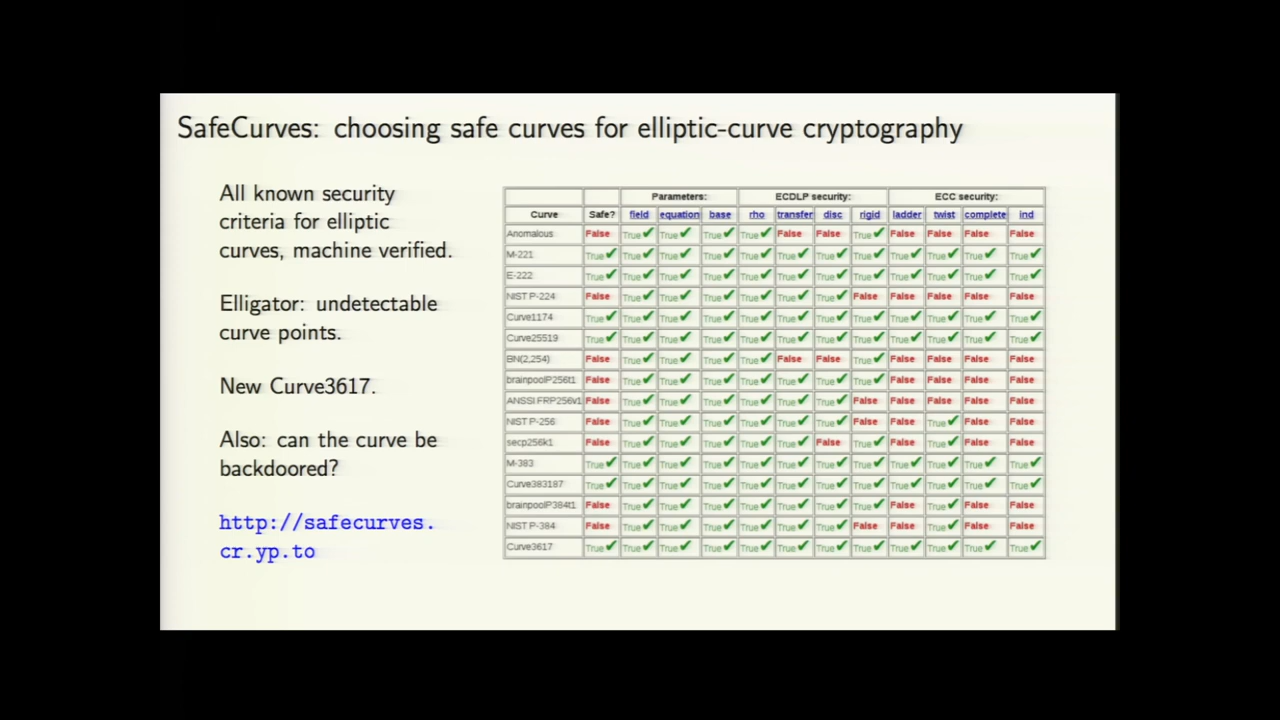 SafeCurves: choosing safe curves for elliptic-curve cryptography
All known security
criteria for elliptic
curves, machine verified.
Elligator: undetectable
curve points.
New Curve3617.
Also: can the curve be
backdoored?
http://safecurves.
cr.yp.to
Parameters: ECDLP security: ECC security:
Curve Safe? field equation base rho transfer disc rigid ladder twist complete ind
Anomalous False True✔ True✔ True✔ True✔ False False True✔ False False False False
M-221 True✔ True✔ True✔ True✔ True✔ True✔ True✔ True✔ True✔ True✔ True✔ True✔
E-222 True✔ True✔ True✔ True✔ True✔ True✔ True✔ True✔ True✔ True✔ True✔ True✔
NIST P-224 False True✔ True✔ True✔ True✔ True✔ True✔ False False False False False
Curve1174 True✔ True✔ True✔ True✔ True✔ True✔ True✔ True✔ True✔ True✔ True✔ True✔
Curve25519 True✔ True✔ True✔ True✔ True✔ True✔ True✔ True✔ True✔ True✔ True✔ True✔
BN(2,254) False True✔ True✔ True✔ True✔ False False True✔ False False False False
brainpoolP256t1 False True✔ True✔ True✔ True✔ True✔ True✔ True✔ False False False False
ANSSI FRP256v1 False True✔ True✔ True✔ True✔ True✔ True✔ False False False False False
NIST P-256 False True✔ True✔ True✔ True✔ True✔ True✔ False False True✔ False False
secp256k1 False True✔ True✔ True✔ True✔ True✔ False True✔ False True✔ False False
M-383 True✔ True✔ True✔ True✔ True✔ True✔ True✔ True✔ True✔ True✔ True✔ True✔
Curve383187 True✔ True✔ True✔ True✔ True✔ True✔ True✔ True✔ True✔ True✔ True✔ True✔
brainpoolP384t1 False True✔ True✔ True✔ True✔ True✔ True✔ True✔ False True✔ False False
NIST P-384 False True✔ True✔ True✔ True✔ True✔ True✔ False False True✔ False False
Curve3617 True✔ True✔ True✔ True✔ True✔ True✔ True✔ True✔ True✔ True✔ True✔ True✔